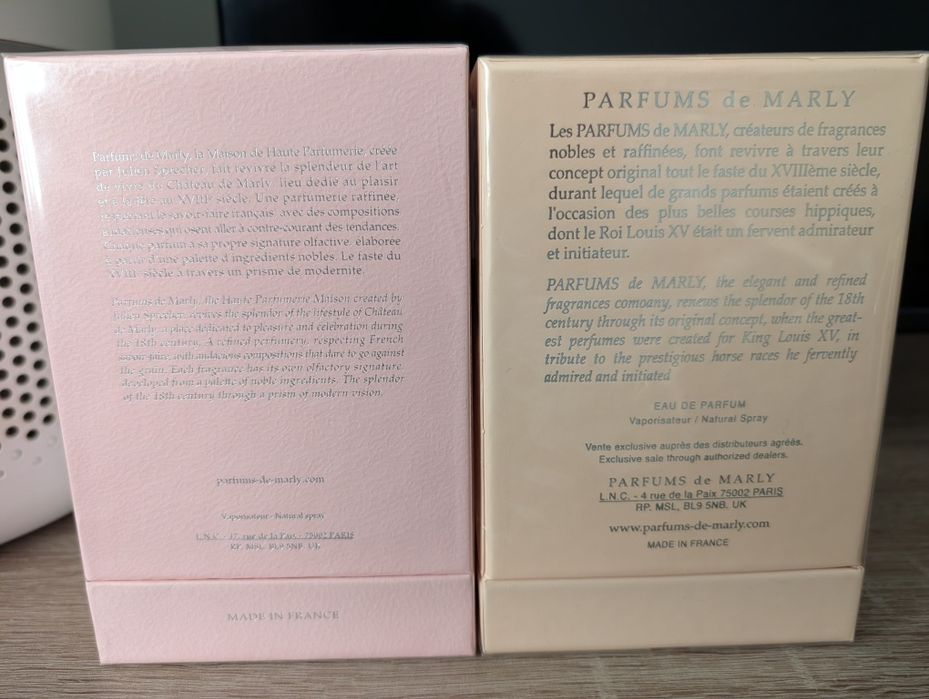 Parfums de Marly, la Maison de Haute Parfumerie, créée
par Julien Sprecher, fait revivre la splendeur de l'art
de vivre du Château de Marly, lieu dédié au plaisir
et à la fête au XVIIIe siècle. Une parfumerie raffinée,
respectant le savoir-faire français, avec des compositions
audacieuses qui osent aller à contre-courant des tendances.
Chaque parfum a sa propre signature olfactive, élaborée
à partir d'une palette d'ingrédients nobles. Le faste du
XVIIIe siècle à travers un prisme de modernité.
Parfums de Marly, the Haute Parfumerie Maison created by
Julien Sprecher, revives the splendor of the lifestyle of Château
de Marly, a place dedicated to pleasure and celebration during
the 18th century. A refined perfumery, respecting French
savoir-faire, with audacious compositions that dare to go against
the grain. Each fragrance has its own olfactory signature,
developed from a palette of noble ingredients. The splendor
of the 18th century through a prism of modern vision.
parfums-de-marly.com
Vaporisateur - Natural spray
L.N.C. - rue de la Paix - 75002 PARIS
RP. MSL, BL9 5NB. UK
MADE IN FRANCE
PARFUMS de MARLY
Les PARFUMS de MARLY, créateurs de fragrances
nobles et raffinées, font revivre à travers leur
concept original tout le faste du XVIIIème siècle,
durant lequel de grands parfums étaient créés à
l'occasion des plus belles courses hippiques,
dont le Roi Louis XV était un fervent admirateur
et initiateur.
PARFUMS de MARLY, the elegant and refined
fragrances comoany, renews the splendor of the 18th
century through its original concept, when the great-
est perfumes were created for King Louis XV, in
tribute to the prestigious horse races he fervently
admired and initiated
EAU DE PARFUM
Vaporisateur / Natural Spray
Vente exclusive auprès des distributeurs agréés.
Exclusive sale through authorized dealers.
PARFUMS de MARLY
L.N.C. - 4 rue de la Paix 75002 PARIS
RP. MSL, BL9 5NB. UK
www.parfums-de-marly.com
MADE IN FRANCE